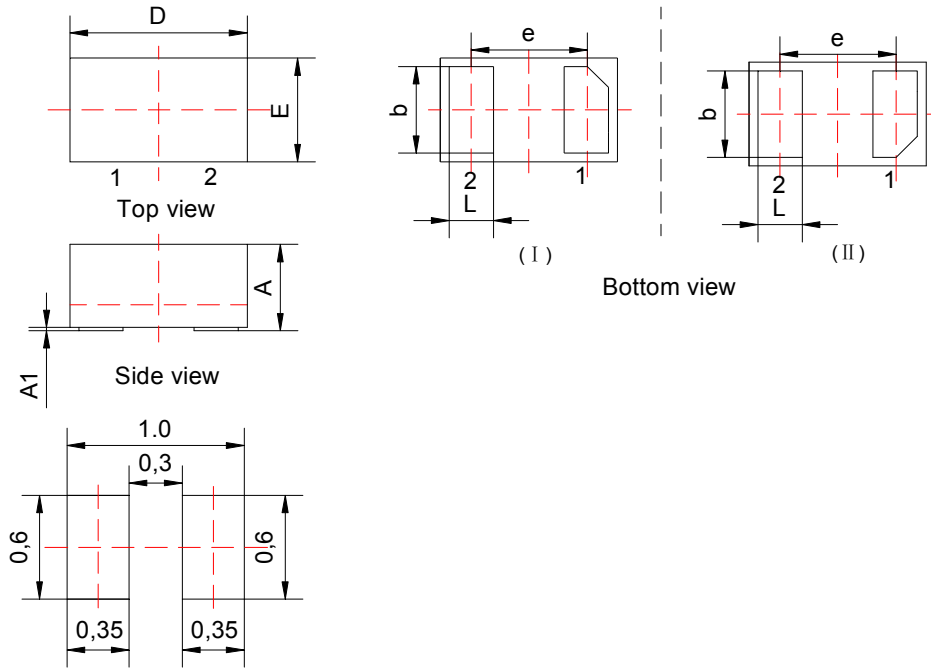 D
E
1 2
Top view
A
A1
Side view
e
b
2 1
L
(Ⅰ)
e
b
2 1
L
(Ⅱ)
Bottom view
1.0
0,3
0,6 0,6
0,35 0,35